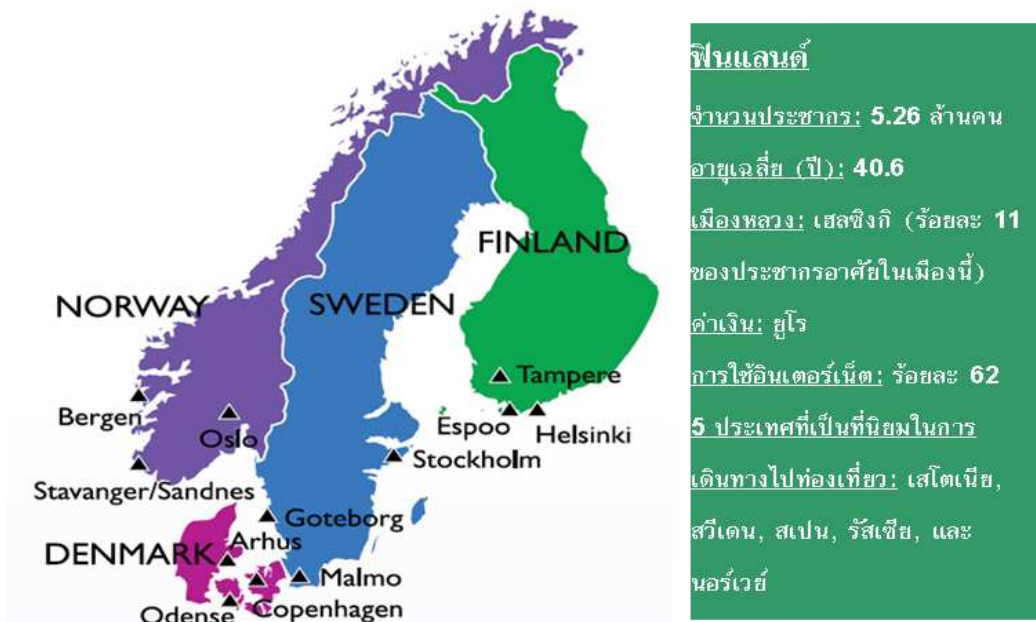 FINLAND
NORWAY
SWEDEN
Tampere
Bergen
Oslo
Espoo
Helsinki
Stockholm
Stavanger/Sandnes
Goteborg
DENMARK
Arhus
Malmo
Odense
Copenhagen
ฟินแลนด์
จำนวนประชากร: 5.26 ล้านคน
อายุเฉลี่ย (ปี): 40.6
เมืองหลวง: เฮลซิงกิ (ร้อยละ 11
ของประชากรอาศัยในเมืองนี้)
ค่าเงิน: ยูโร
การใช้อินเตอร์เน็ต: ร้อยละ 62
5 ประเทศที่เป็นที่นิยมในการ
เดินทางไปท่องเที่ยว: เสโตเนีย,
สวีเดน, สเปน, รัสเซีย, และ
นอร์เวย์